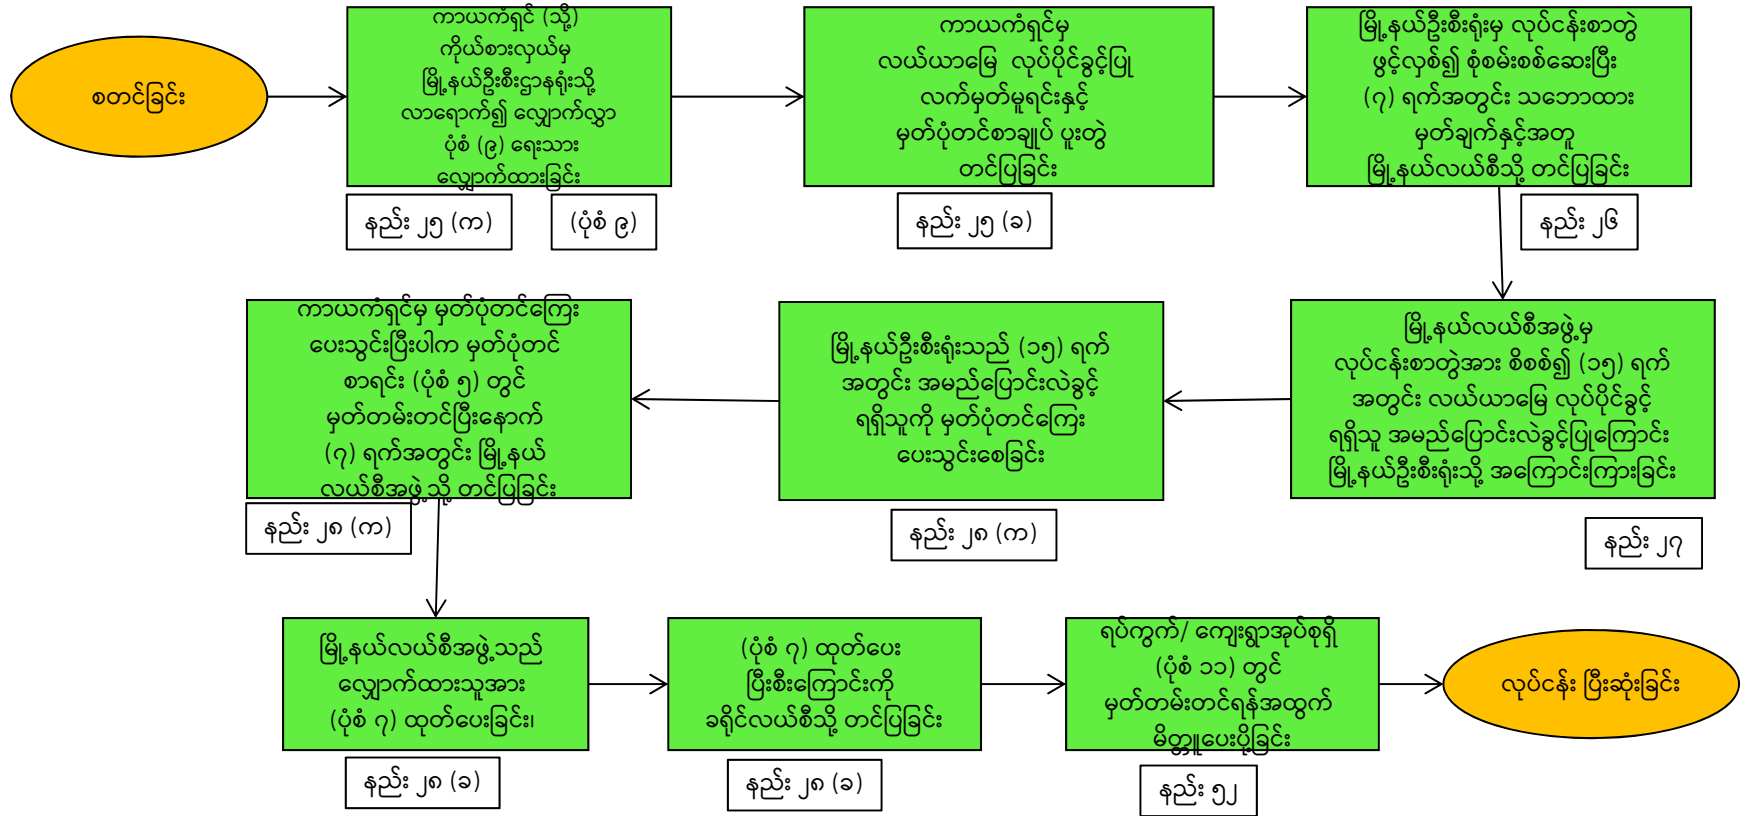 စတင်ခြင်း
ကာယကံရှင် (သို့)
ကိုယ်စားလှယ်မှ
မြို့နယ်ဦးစီးဌာနရုံးသို့
လာရောက်၍ လျှောက်လွှာ
ပုံစံ (၉) ရေးသား
လျှောက်ထားခြင်း
နည်း ၂၅ (က)
(ပုံစံ ၉)
ကာယကံရှင်မှ
လယ်ယာမြေ လုပ်ပိုင်ခွင့်ပြု
လက်မှတ်မူရင်းနှင့်
မှတ်ပုံတင်စာချုပ် ပူးတွဲ
တင်ပြခြင်း
နည်း ၂၅ (ခ)
မြို့နယ်ဦးစီးရုံးမှ လုပ်ငန်းစာတွဲ
ဖွင့်လှစ်၍ စုံစမ်းစစ်ဆေးပြီး
(၇) ရက်အတွင်း သဘောထား
မှတ်ချက်နှင့်အတူ
မြို့နယ်လယ်စီသို့ တင်ပြခြင်း
နည်း ၂၆
မြို့နယ်လယ်စီအဖွဲ့မှ
လုပ်ငန်းစာတွဲအား စိစစ်၍ (၁၅) ရက်
အတွင်း လယ်ယာမြေ လုပ်ပိုင်ခွင့်
ရရှိသူ အမည်ပြောင်းလဲခွင့်ပြုကြောင်း
မြို့နယ်ဦးစီးရုံးသို့ အကြောင်းကြားခြင်း
နည်း ၂၇
မြို့နယ်ဦးစီးရုံးသည် (၁၅) ရက်
အတွင်း အမည်ပြောင်းလဲခွင့်
ရရှိသူကို မှတ်ပုံတင်ကြေး
ပေးသွင်းစေခြင်း
နည်း ၂၈ (က)
ကာယကံရှင်မှ မှတ်ပုံတင်ကြေး
ပေးသွင်းပြီးပါက မှတ်ပုံတင်
စာရင်း (ပုံစံ ၅) တွင်
မှတ်တမ်းတင်ပြီးနောက်
(၇) ရက်အတွင်း မြို့နယ်
လယ်စီအဖွဲ့သို့ တင်ပြခြင်း
နည်း ၂၈ (က)
မြို့နယ်လယ်စီအဖွဲ့သည်
လျှောက်ထားသူအား
(ပုံစံ ၇) ထုတ်ပေးခြင်း၊
နည်း ၂၈ (ခ)
(ပုံစံ ၇) ထုတ်ပေး
ပြီးစီးကြောင်းကို
ခရိုင်လယ်စီသို့ တင်ပြခြင်း
နည်း ၂၈ (ခ)
ရပ်ကွက်/ ကျေးရွာအုပ်စုရှိ
(ပုံစံ ၁၁) တွင်
မှတ်တမ်းတင်ရန်အထွက်
မိတ္တူပေးပို့ခြင်း
နည်း ၅၂
လုပ်ငန်း ပြီးဆုံးခြင်း